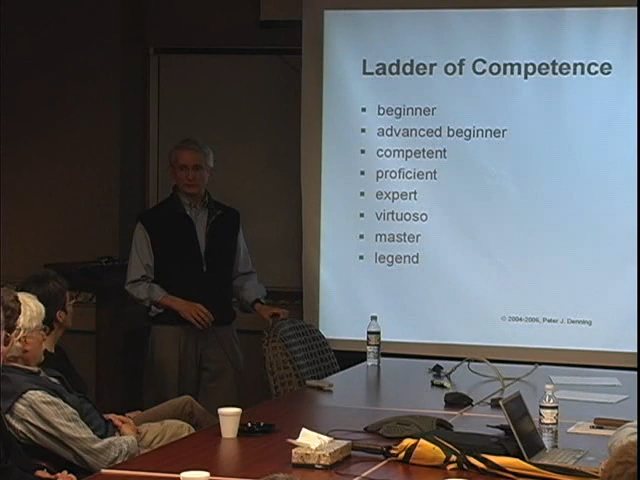 Ladder of Competence
▪ beginner
▪ advanced beginner
▪ competent
▪ proficient
▪ expert
▪ virtuoso
▪ master
▪ legend
© 2004-2006, Peter J. Denning